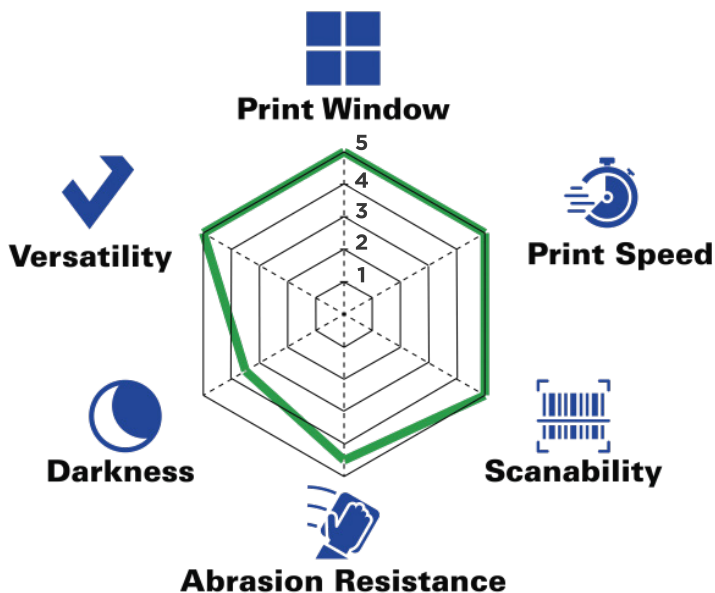 Print Window
5
4
3
2
1
Versatility
Print Speed
Darkness
Scanability
Abrasion Resistance